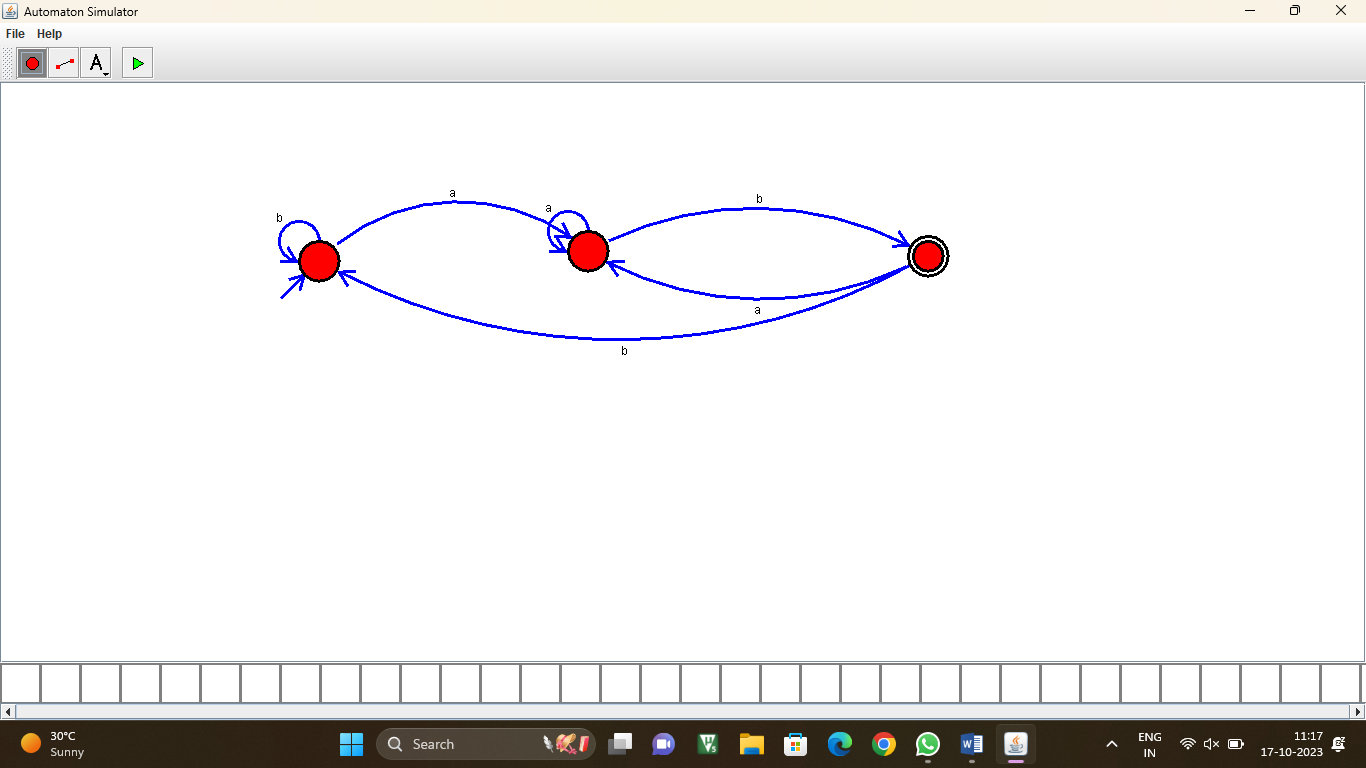 Automaton Simulator
File Help
A
a
b
a
b
b
a
b
30°C
Sunny
Search
ENG
IN
11:17
17-10-2023